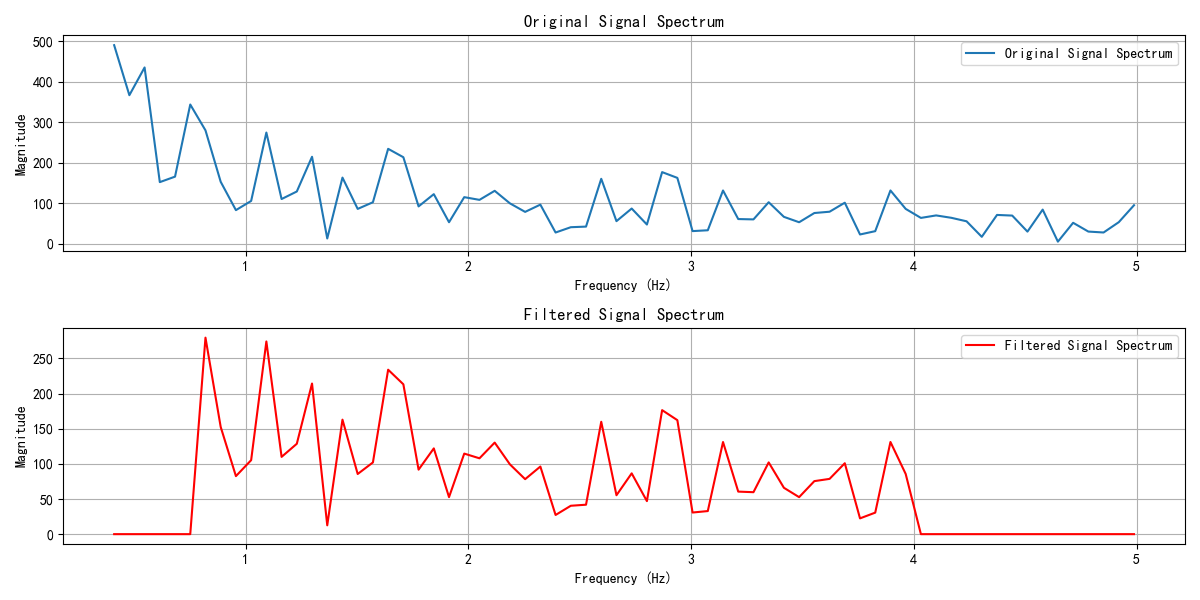 Original Signal Spectrum
500
400
300
200
100
0
Magnitude
Original Signal Spectrum
1 2 3 4 5
Frequency (Hz)
Filtered Signal Spectrum
250
200
150
100
50
0
Magnitude
Filtered Signal Spectrum
1 2 3 4 5
Frequency (Hz)